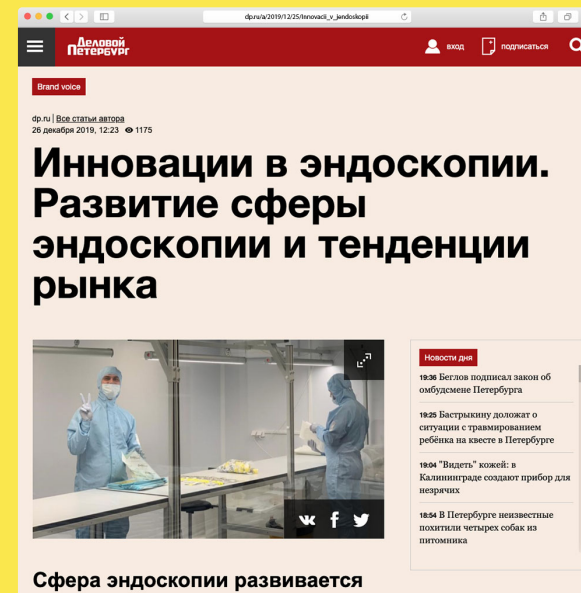 dp.ru/a/2019/12/25/Innovacii_v_jendoskopii
Деловой
Петербург
вход
подписаться
Brand voice
dp.ru | Все статьи автора
26 декабря 2019, 12:23 1175
Инновации в эндоскопии.
Развитие сферы
эндоскопии и тенденции
рынка
Новости дня
19:36 Беглов подписал закон об
омбудсмене Петербурга
19:25 Бастрыкину доложат о
ситуации с травмированием
ребёнка на квесте в Петербурге
19:04 "Видеть" кожей: в
Калининграде создают прибор для
незрячих
18:54 В Петербурге неизвестные
похитили четырех собак из
питомника
Сфера эндоскопии развивается